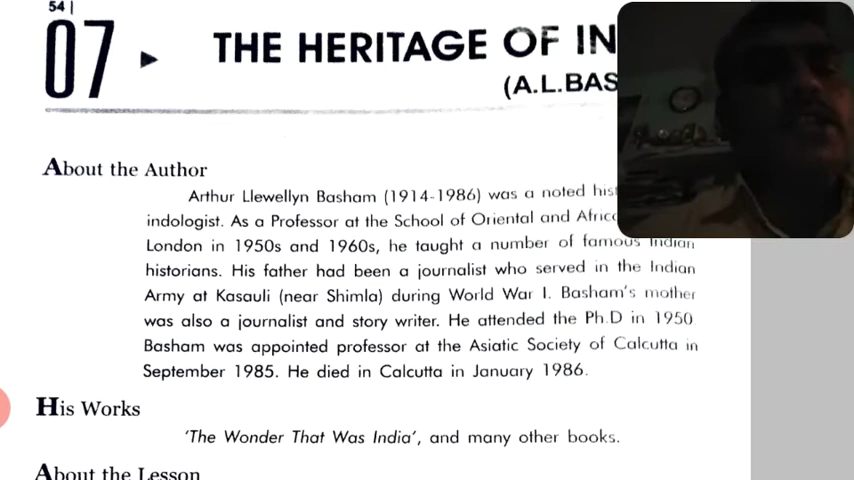 54 |
07 ▶ THE HERITAGE OF IN
(A.L.BAS
About the Author
Arthur Llewellyn Basham (1914-1986) was a noted his
indologist. As a Professor at the School of Oriental and Afric
London in 1950s and 1960s, he taught a number of famous Indian
historians. His father had been a journalist who served in the Indian
Army at Kasauli (near Shimla) during World War I. Basham's mother
was also a journalist and story writer. He attended the Ph.D in 1950
Basham was appointed professor at the Asiatic Society of Calcutta in
September 1985. He died in Calcutta in January 1986.
His Works
'The Wonder That Was India', and many other books.
About the Lesson